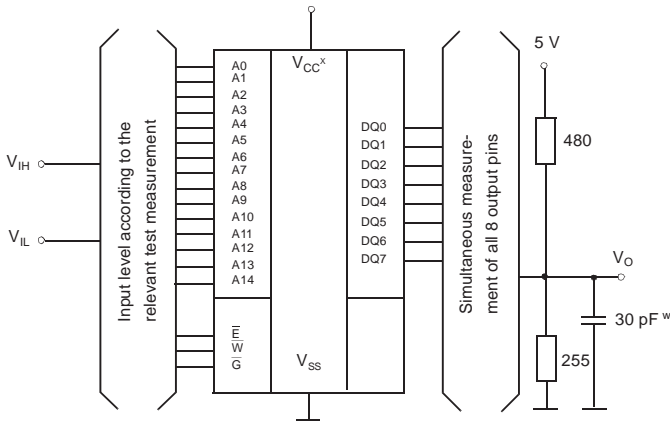 V_IH
V_IL
Input level according to the
relevant test measurement
A0
A1
A2
A3
A4
A5
A6
A7
A8
A9
A10
A11
A12
A13
A14
E̅
W̅
G̅
V_CC^x
V_SS
DQ0
DQ1
DQ2
DQ3
DQ4
DQ5
DQ6
DQ7
Simultaneous measure-
ment of all 8 output pins
5 V
480
V_O
30 pF ^w
255